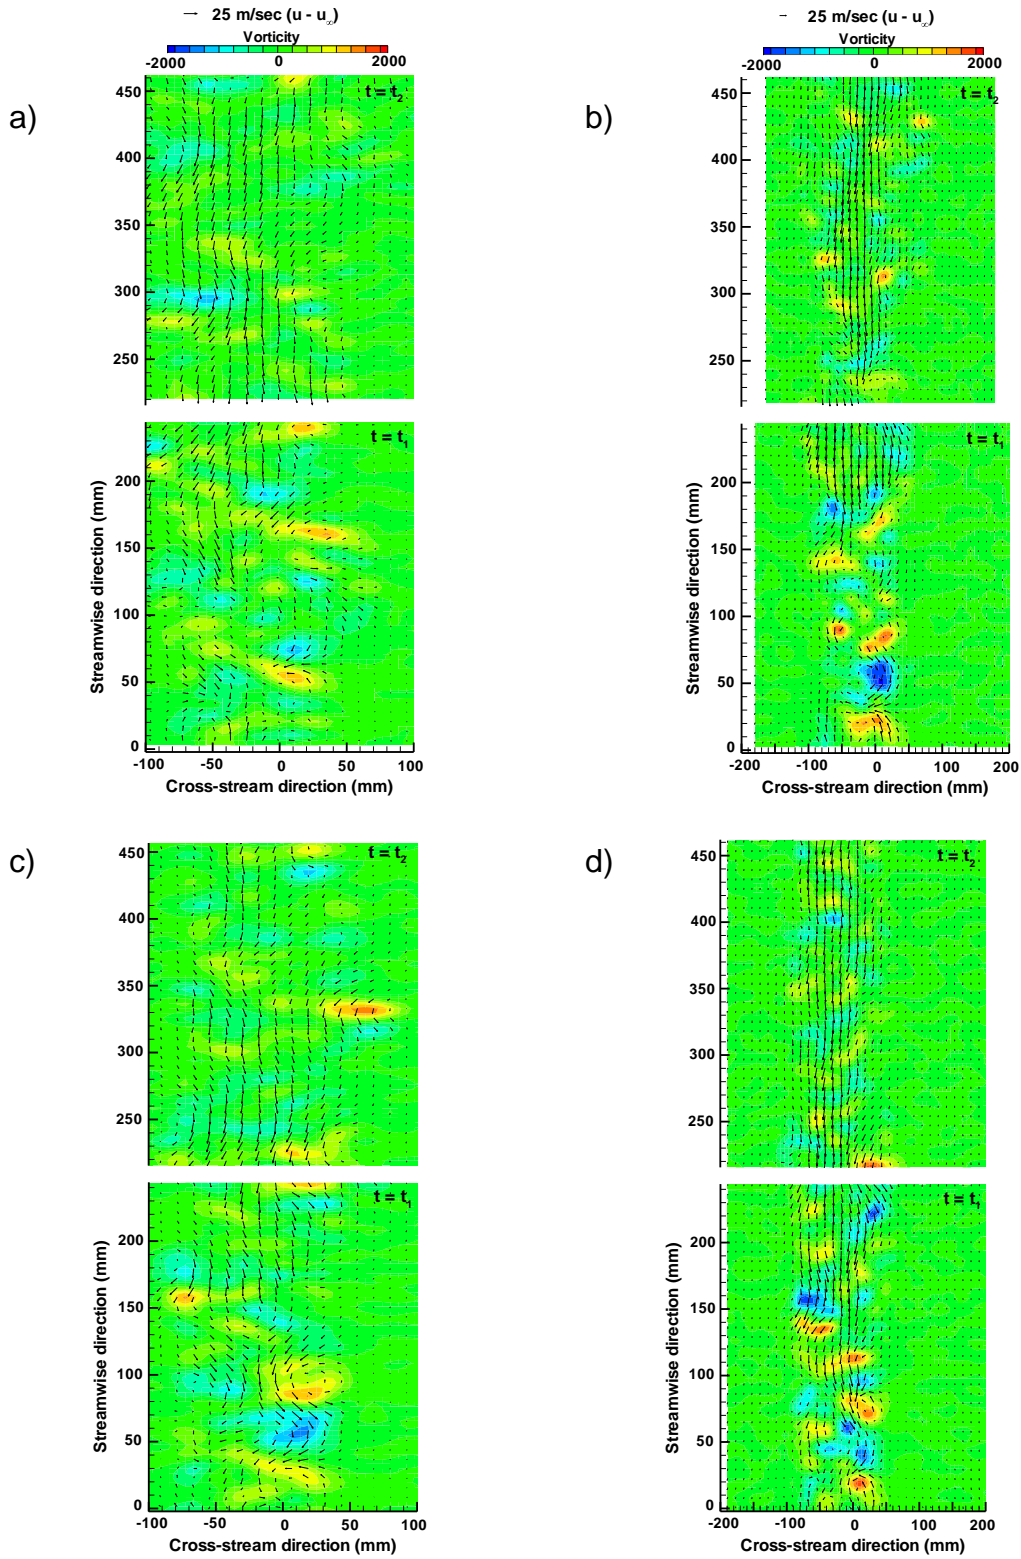 25 m/sec (u - u∞)
Vorticity
-2000 0 2000
a)
t = t2
450
400
350
300
250
t = t1
200
150
100
50
0
Streamwise direction (mm)
-100 -50 0 50 100
Cross-stream direction (mm)
25 m/sec (u - u∞)
Vorticity
-2000 0 2000
b)
t = t2
450
400
350
300
250
t = t1
200
150
100
50
0
Streamwise direction (mm)
-200 -100 0 100 200
Cross-stream direction (mm)
c)
t = t2
450
400
350
300
250
t = t1
200
150
100
50
0
Streamwise direction (mm)
-100 -50 0 50 100
Cross-stream direction (mm)
d)
t = t2
450
400
350
300
250
t = t1
200
150
100
50
0
Streamwise direction (mm)
-200 -100 0 100 200
Cross-stream direction (mm)